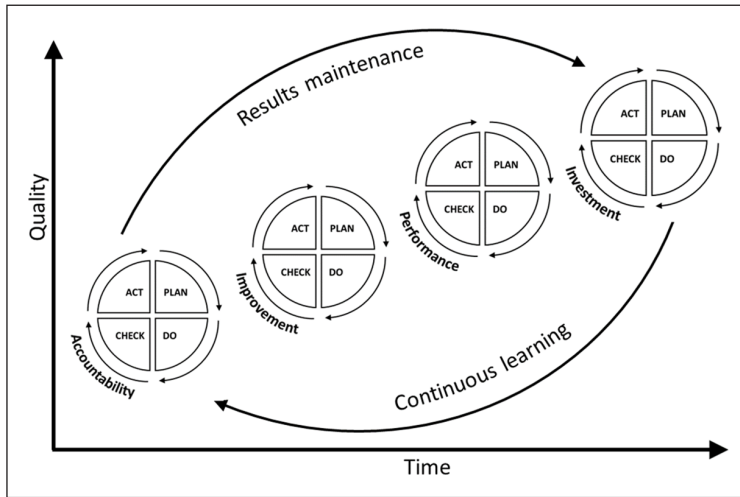 Quality
Results maintenance
ACT PLAN
CHECK DO
Accountability
ACT PLAN
CHECK DO
Improvement
ACT PLAN
CHECK DO
Performance
ACT PLAN
CHECK DO
Investment
Continuous learning
Time